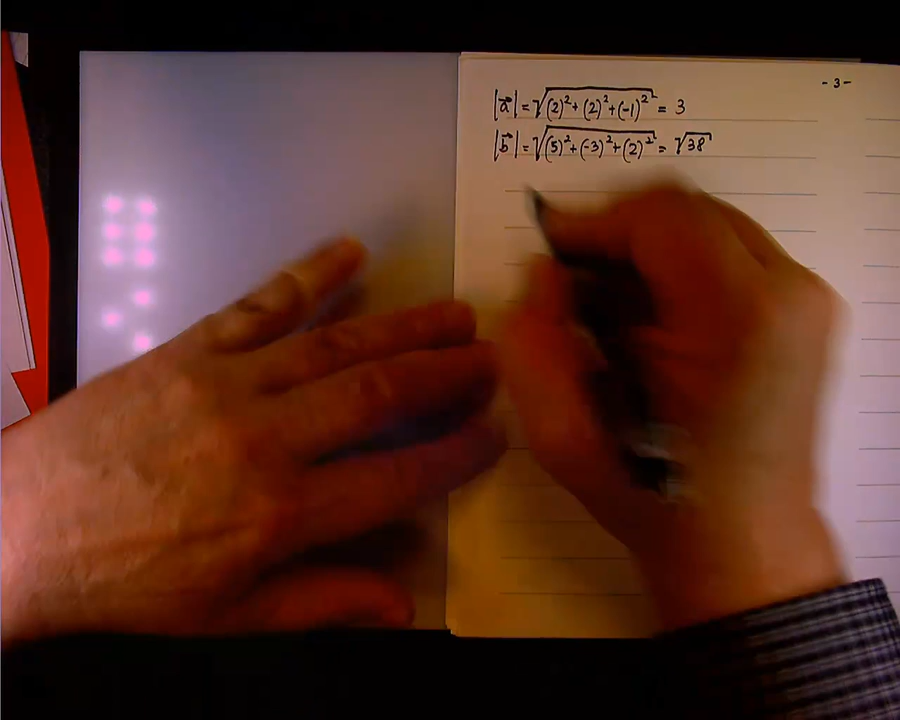 - 3 -
|a⃗| = √(2)² + (2)² + (-1)² = 3
|b⃗| = √(5)² + (-3)² + (2)² = √38